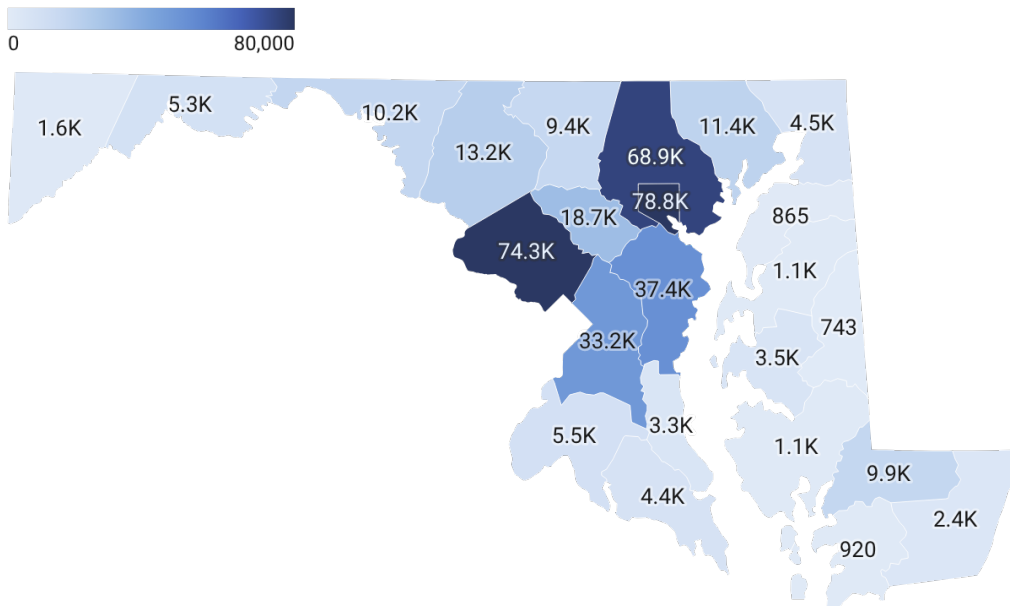 0 80,000
5.3K
10.2K
1.6K
9.4K
11.4K
4.5K
13.2K
68.9K
78.8K
18.7K
865
74.3K
1.1K
37.4K
743
33.2K
3.5K
3.3K
5.5K
1.1K
9.9K
4.4K
2.4K
920